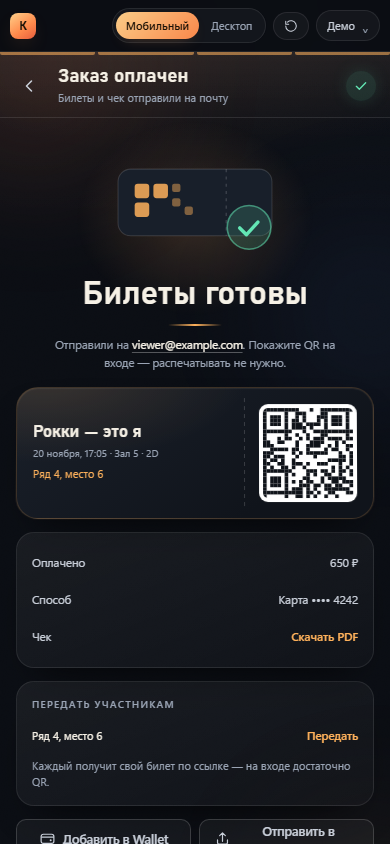 K
Мобильный
Десктоп
Демо
Заказ оплачен
Билеты и чек отправили на почту
Билеты готовы
Отправили на viewer@example.com. Покажите QR на
входе — распечатывать не нужно.
Рокки — это я
20 ноября, 17:05 · Зал 5 · 2D
Ряд 4, место 6
Оплачено
650 ₽
Способ
Карта •••• 4242
Чек
Скачать PDF
ПЕРЕДАТЬ УЧАСТНИКАМ
Ряд 4, место 6
Передать
Каждый получит свой билет по ссылке — на входе достаточно
QR.
Добавить в Wallet
Отправить в